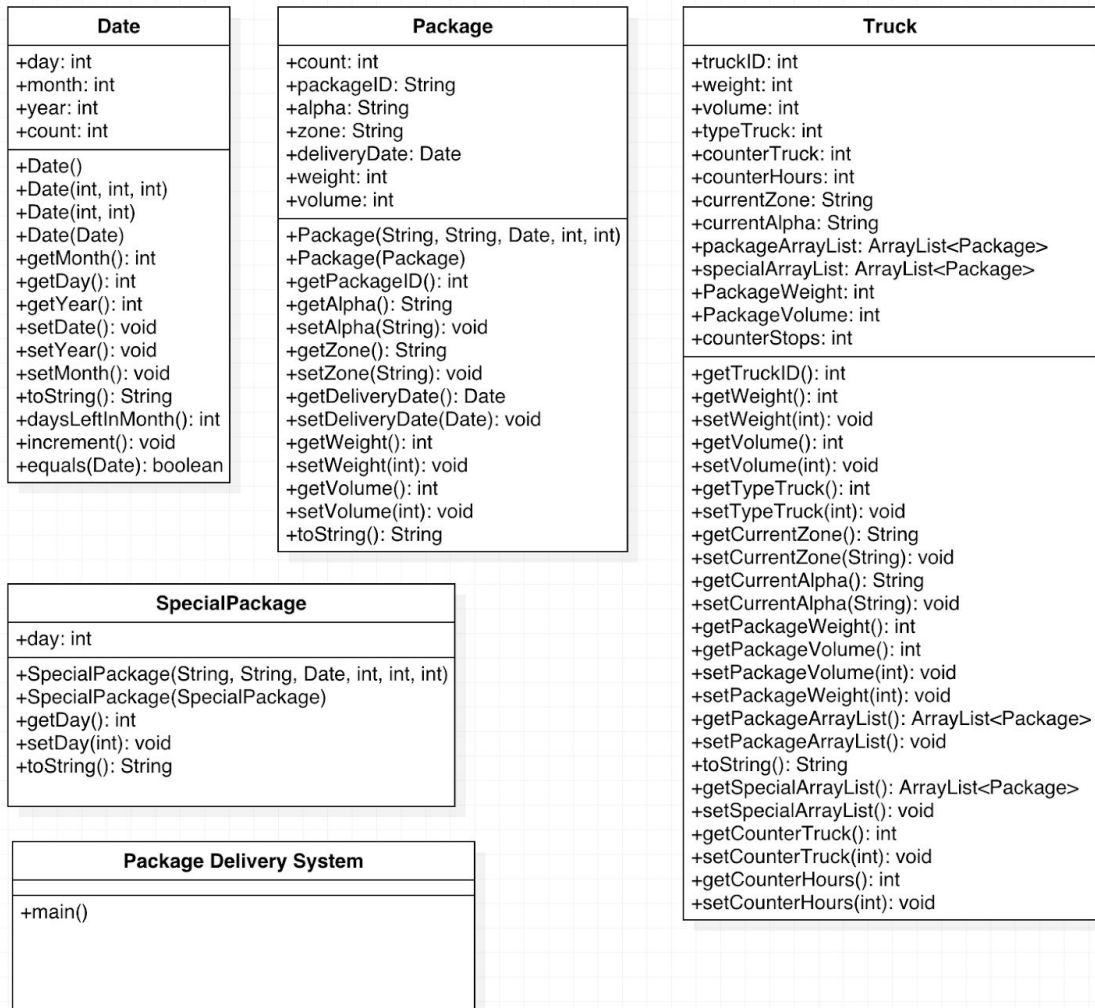 Date
+day: int
+month: int
+year: int
+count: int
+Date()
+Date(int, int, int)
+Date(int, int)
+Date(Date)
+getMonth(): int
+getDay(): int
+getYear(): int
+setDate(): void
+setYear(): void
+setMonth(): void
+toString(): String
+daysLeftInMonth(): int
+increment(): void
+equals(Date): boolean
Package
+count: int
+packageID: String
+alpha: String
+zone: String
+deliveryDate: Date
+weight: int
+volume: int
+Package(String, String, Date, int, int)
+Package(Package)
+getPackageID(): int
+getAlpha(): String
+setAlpha(String): void
+getZone(): String
+setZone(String): void
+getDeliveryDate(): Date
+setDeliveryDate(Date): void
+getWeight(): int
+setWeight(int): void
+getVolume(): int
+setVolume(int): void
+toString(): String
Truck
+truckID: int
+weight: int
+volume: int
+typeTruck: int
+counterTruck: int
+counterHours: int
+currentZone: String
+currentAlpha: String
+packageArrayList: ArrayList<Package>
+specialArrayList: ArrayList<Package>
+PackageWeight: int
+PackageVolume: int
+counterStops: int
+getTruckID(): int
+getWeight(): int
+setWeight(int): void
+getVolume(): int
+setVolume(int): void
+getTypeTruck(): int
+setTypeTruck(int): void
+getCurrentZone(): String
+setCurrentZone(String): void
+getCurrentAlpha(): String
+setCurrentAlpha(String): void
+getPackageWeight(): int
+getPackageVolume(): int
+setPackageVolume(int): void
+setPackageWeight(int): void
+getPackageArrayList(): ArrayList<Package>
+setPackageArrayList(): void
+toString(): String
+getSpecialArrayList(): ArrayList<Package>
+setSpecialArrayList(): void
+getCounterTruck(): int
+setCounterTruck(int): void
+getCounterHours(): int
+setCounterHours(int): void
SpecialPackage
+day: int
+SpecialPackage(String, String, Date, int, int, int)
+SpecialPackage(SpecialPackage)
+getDay(): int
+setDay(int): void
+toString(): String
Package Delivery System
+main()